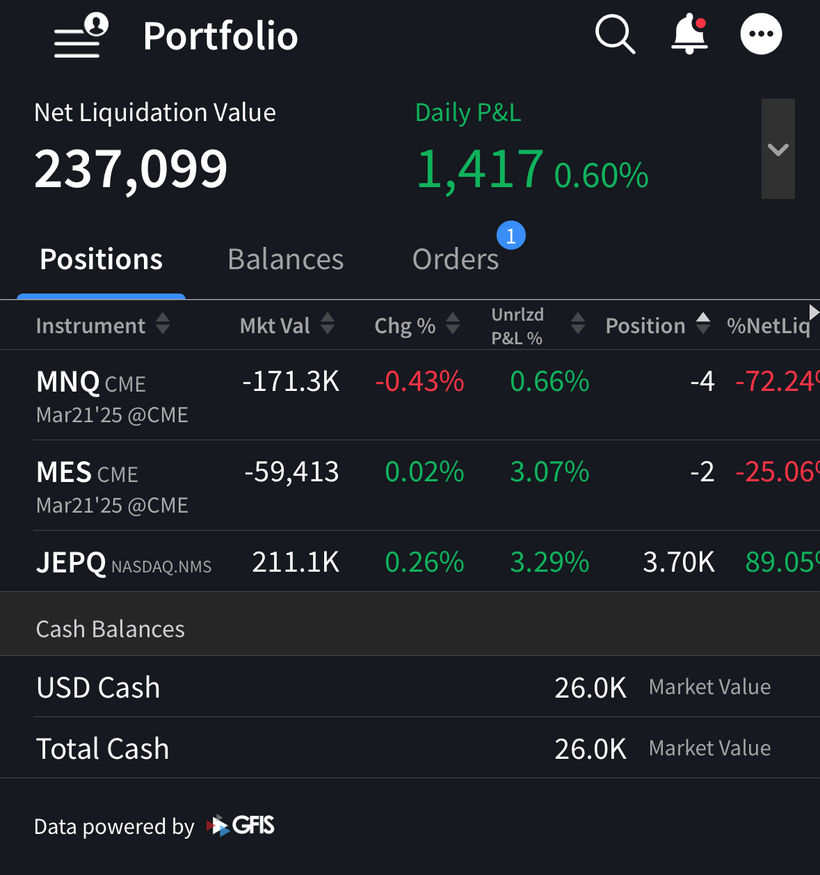 Portfolio
Net Liquidation Value Daily P&L
237,099 1,417 0.60%
Positions Balances Orders 1
Instrument Mkt Val Chg % Unrlzd P&L % Position %NetLiq
MNQ CME -171.3K -0.43% 0.66% -4 -72.24%
Mar21'25 @CME
MES CME -59,413 0.02% 3.07% -2 -25.06%
Mar21'25 @CME
JEPQ NASDAQ.NMS 211.1K 0.26% 3.29% 3.70K 89.05%
Cash Balances
USD Cash 26.0K Market Value
Total Cash 26.0K Market Value
Data powered by GFIS